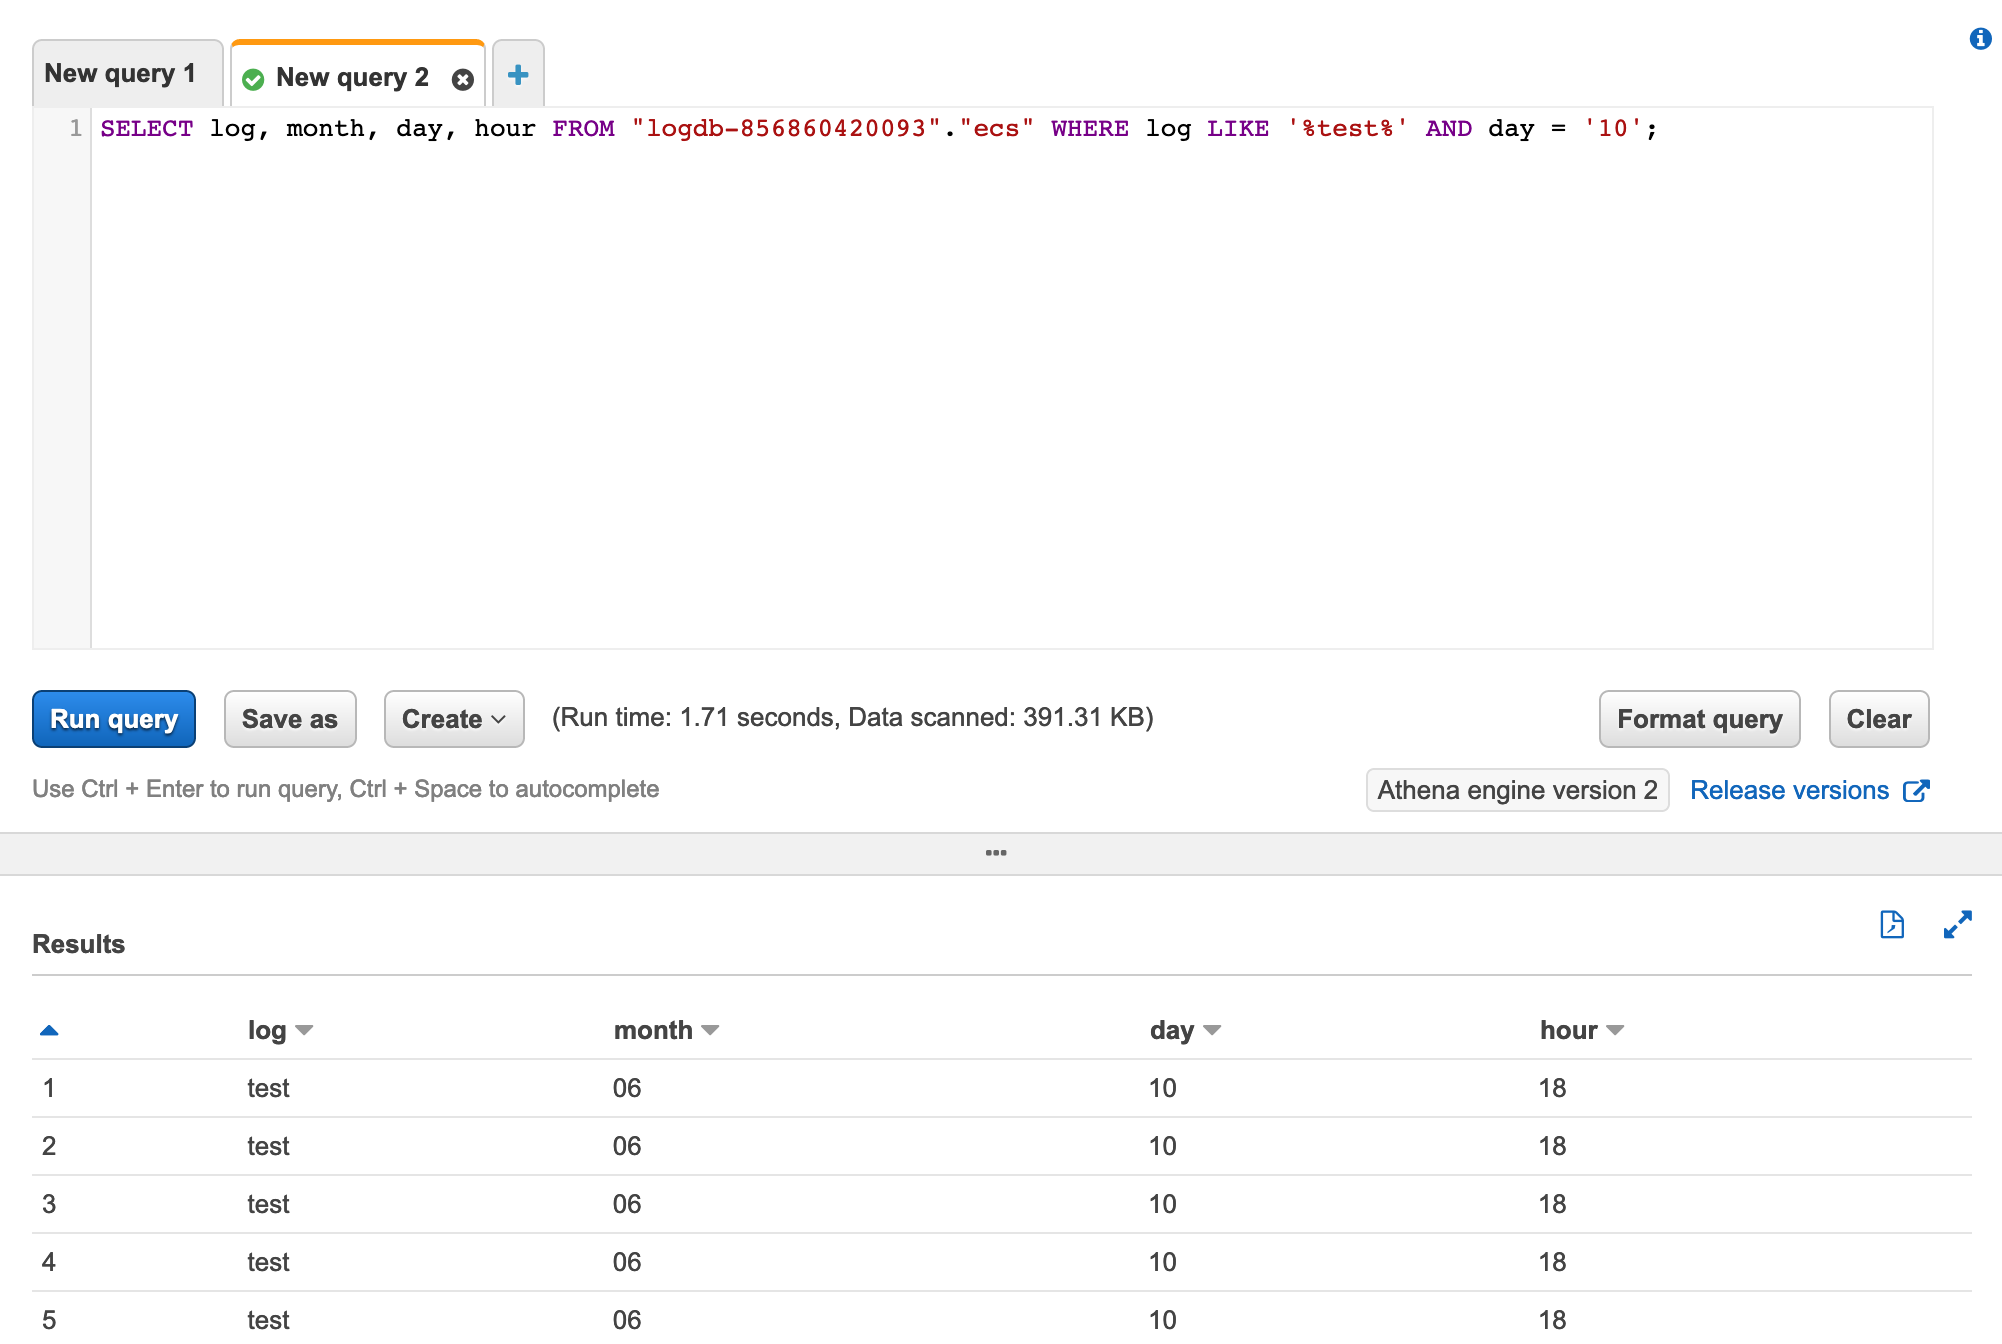 New query 1 New query 2
1 SELECT log, month, day, hour FROM "logdb-856860420093"."ecs" WHERE log LIKE '%test%' AND day = '10';
Run query Save as Create (Run time: 1.71 seconds, Data scanned: 391.31 KB) Format query Clear
Use Ctrl + Enter to run query, Ctrl + Space to autocomplete Athena engine version 2 Release versions
Results
log month day hour
1 test 06 10 18
2 test 06 10 18
3 test 06 10 18
4 test 06 10 18
5 test 06 10 18